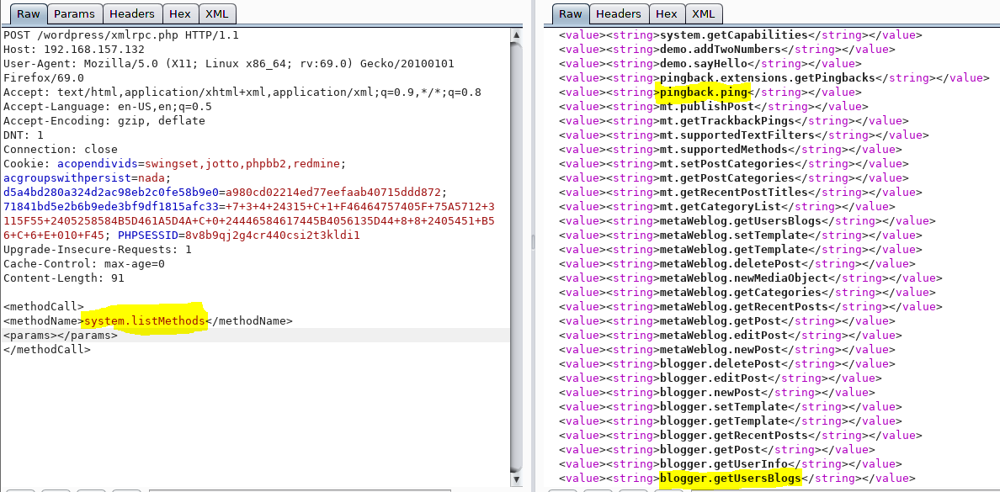 Raw Params Headers Hex XML
POST /wordpress/xmlrpc.php HTTP/1.1
Host: 192.168.157.132
User-Agent: Mozilla/5.0 (X11; Linux x86_64; rv:69.0) Gecko/20100101
Firefox/69.0
Accept: text/html,application/xhtml+xml,application/xml;q=0.9,*/*;q=0.8
Accept-Language: en-US,en;q=0.5
Accept-Encoding: gzip, deflate
DNT: 1
Connection: close
Cookie: acopendivids=swingset,jotto,phpbb2,redmine;
acgroupswithpersist=nada;
d5a4bd280a324d2ac98eb2c0fe58b9e0=a980cd02214ed77eefaab40715ddd872;
71841bd5e2b6b9ede3bf9df1815afc33=+7+3+4+24315+C+1+F46464757405F+75A5712+3
115F55+2405258584B5D461A5D4A+C+0+24446584617445B4056135D44+8+8+2405451+B5
6+C+6+E+010+F45; PHPSESSID=8v8b9qj2g4cr440csi2t3kldi1
Upgrade-Insecure-Requests: 1
Cache-Control: max-age=0
Content-Length: 91
<methodCall>
<methodName>system.listMethods</methodName>
<params></params>
</methodCall>
Raw Headers Hex XML
<value><string>system.getCapabilities</string></value>
<value><string>demo.addTwoNumbers</string></value>
<value><string>demo.sayHello</string></value>
<value><string>pingback.extensions.getPingbacks</string></value>
<value><string>pingback.ping</string></value>
<value><string>mt.publishPost</string></value>
<value><string>mt.getTrackbackPings</string></value>
<value><string>mt.supportedTextFilters</string></value>
<value><string>mt.supportedMethods</string></value>
<value><string>mt.setPostCategories</string></value>
<value><string>mt.getPostCategories</string></value>
<value><string>mt.getRecentPostTitles</string></value>
<value><string>mt.getCategoryList</string></value>
<value><string>metaWeblog.getUsersBlogs</string></value>
<value><string>metaWeblog.setTemplate</string></value>
<value><string>metaWeblog.getTemplate</string></value>
<value><string>metaWeblog.deletePost</string></value>
<value><string>metaWeblog.newMediaObject</string></value>
<value><string>metaWeblog.getCategories</string></value>
<value><string>metaWeblog.getRecentPosts</string></value>
<value><string>metaWeblog.getPost</string></value>
<value><string>metaWeblog.editPost</string></value>
<value><string>metaWeblog.newPost</string></value>
<value><string>blogger.deletePost</string></value>
<value><string>blogger.editPost</string></value>
<value><string>blogger.newPost</string></value>
<value><string>blogger.setTemplate</string></value>
<value><string>blogger.getTemplate</string></value>
<value><string>blogger.getRecentPosts</string></value>
<value><string>blogger.getPost</string></value>
<value><string>blogger.getUserInfo</string></value>
<value><string>blogger.getUsersBlogs</string></value>